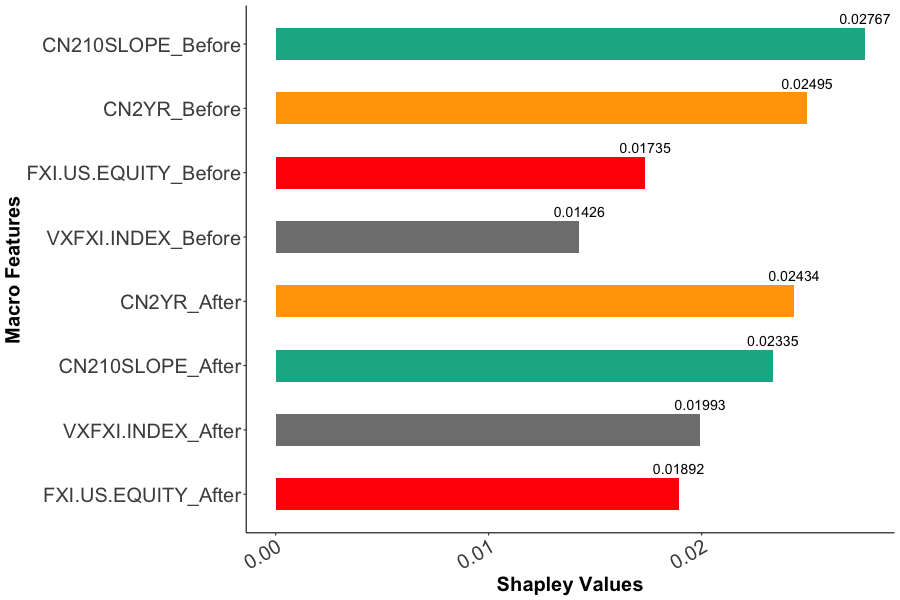 CN210SLOPE_Before
0.02767
CN2YR_Before
0.02495
FXI.US.EQUITY_Before
0.01735
VXFXI.INDEX_Before
0.01426
CN2YR_After
0.02434
CN210SLOPE_After
0.02335
VXFXI.INDEX_After
0.01993
FXI.US.EQUITY_After
0.01892
Macro Features
0.00
0.01
0.02
Shapley Values